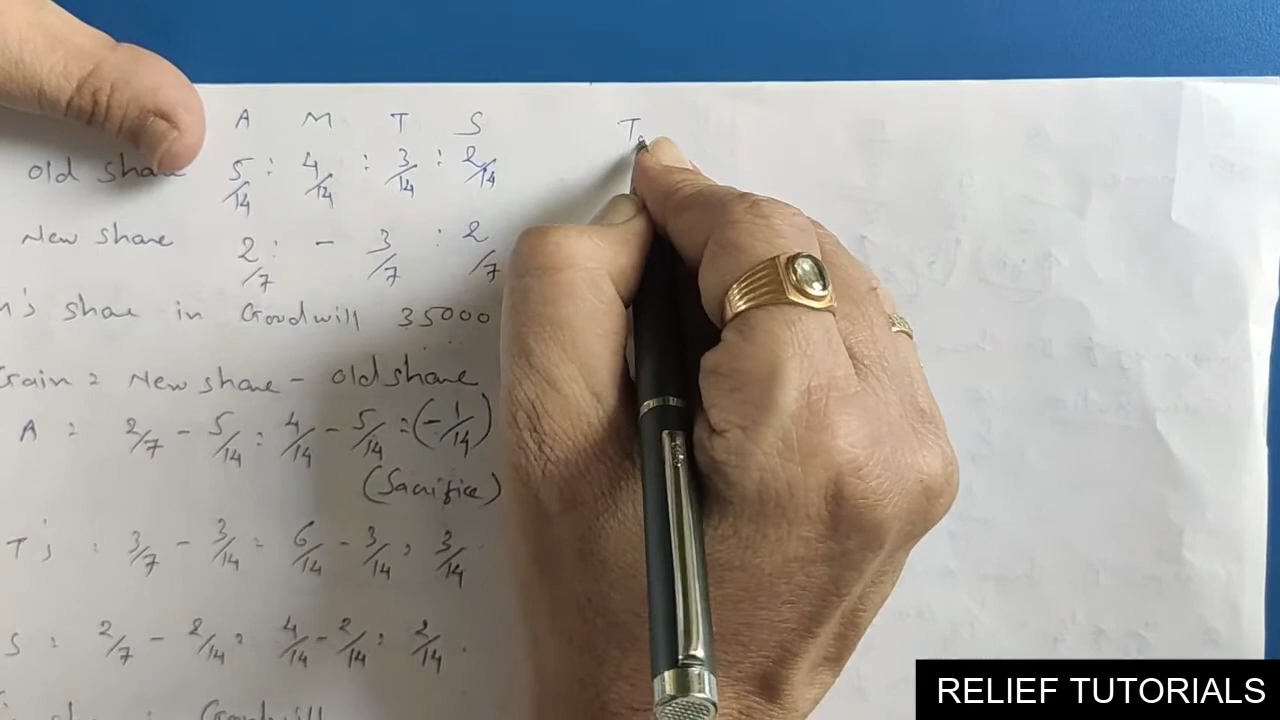 A M T S
old share 5/14 : 4/14 : 3/14 : 2/14
New share 2/7 : - 3/7 : 2/7
's share in Goodwill 35000
Gain = New share - old share
A = 2/7 - 5/14 = 4/14 - 5/14 = (-1/14)
(Sacrifice)
T's : 3/7 - 3/14 = 6/14 - 3/14 = 3/14
S = 2/7 - 2/14 = 4/14 - 2/14 = 2/14
share in Goodwill
RELIEF TUTORIALS